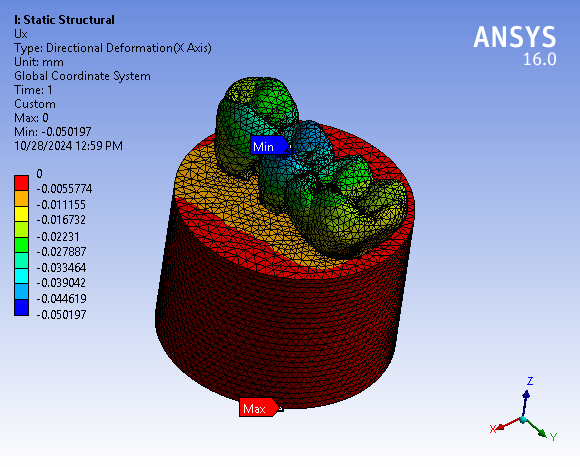 I: Static Structural
Ux
Type: Directional Deformation(X Axis)
Unit: mm
Global Coordinate System
Time: 1
Custom
Max: 0
Min: -0.050197
10/28/2024 12:59 PM
ANSYS
16.0
0
-0.0055774
-0.011155
-0.016732
-0.02231
-0.027887
-0.033464
-0.039042
-0.044619
-0.050197
Min
Max
Z
X
Y